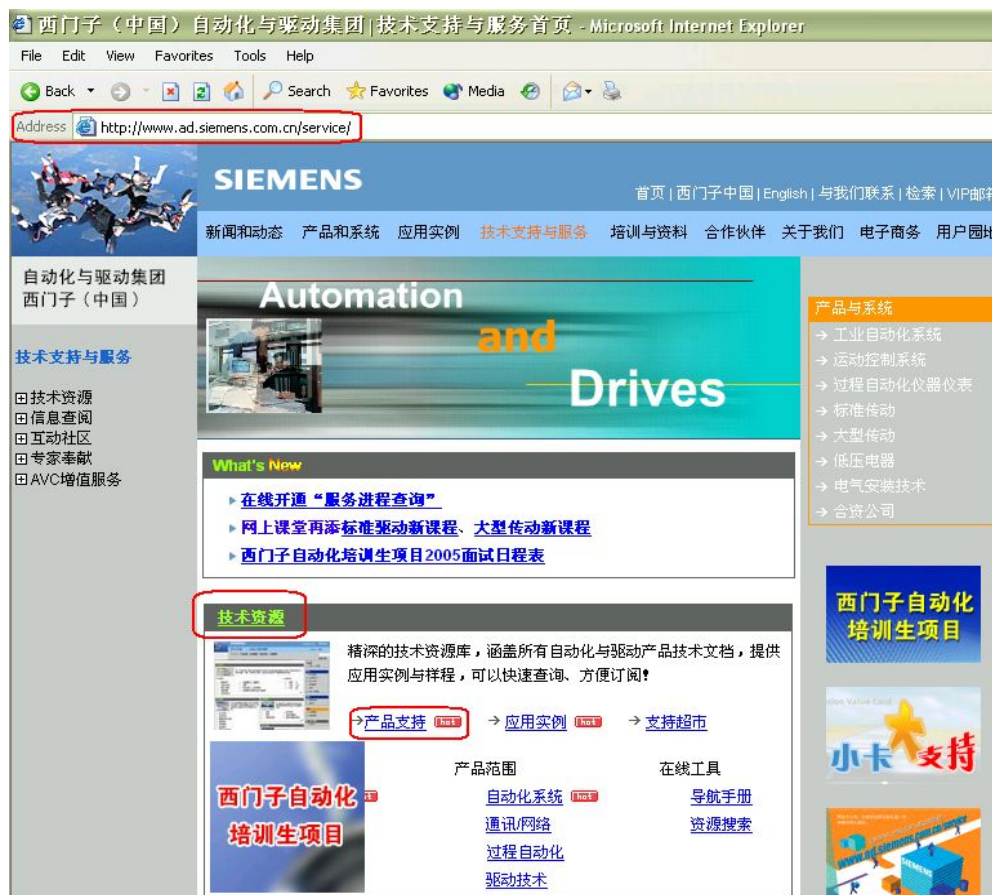 西门子（中国）自动化与驱动集团|技术支持与服务首页 - Microsoft Internet Explorer
File Edit View Favorites Tools Help
Back Search Favorites Media
Address http://www.ad.siemens.com.cn/service/
SIEMENS
首页 | 西门子中国 | English | 与我们联系 | 检索 | VIP邮箱
新闻和动态 产品和系统 应用实例 技术支持与服务 培训与资料 合作伙伴 关于我们 电子商务 用户园地
自动化与驱动集团
西门子（中国）
技术支持与服务
技术资源
信息查阅
互动社区
专家奉献
AVC增值服务
Automation
and
Drives
What's New
在线开通“服务进程查询”
网上课堂再添标准驱动新课程、大型传动新课程
西门子自动化培训生项目2005面试日程表
技术资源
精深的技术资源库，涵盖所有自动化与驱动产品技术文档，提供
应用实例与样程，可以快速查询、方便订阅！
→产品支持 hot →应用实例 hot →支持超市
产品范围 在线工具
自动化系统 hot 导航手册
通讯/网络 资源搜索
过程自动化
驱动技术
西门子自动化
培训生项目
产品与系统
→ 工业自动化系统
→ 运动控制系统
→ 过程自动化仪器仪表
→ 标准传动
→ 大型传动
→ 低压电器
→ 电气安装技术
→ 合资公司
西门子自动化
培训生项目
小卡大支持
www.ad.siemens.com.cn/service
SIEMENS